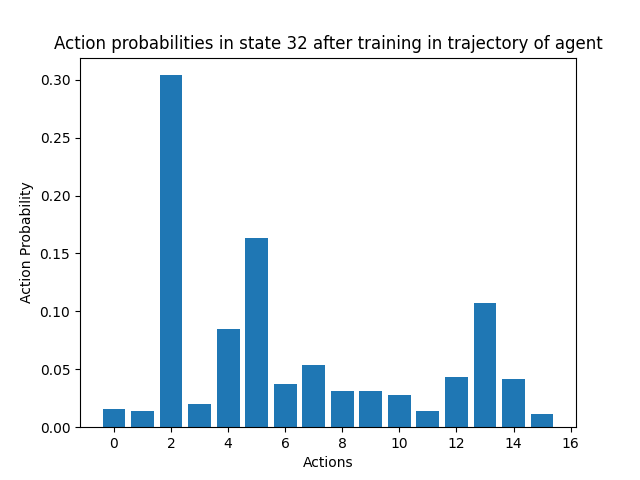 Action probabilities in state 32 after training in trajectory of agent
0.30
0.25
0.20
0.15
0.10
0.05
0.00
Action Probability
0 2 4 6 8 10 12 14 16
Actions